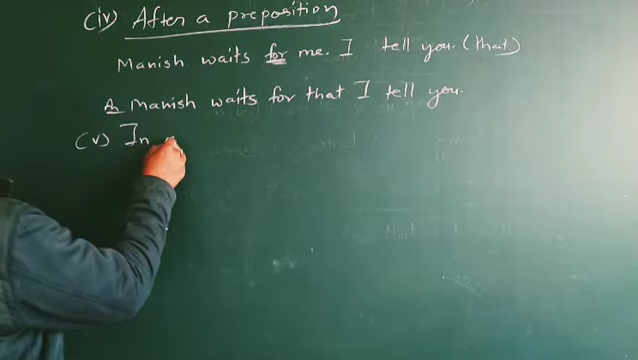 (iv) After a preposition
Manish waits for me. I tell you. (that)
A Manish waits for that I tell you.
(v) In